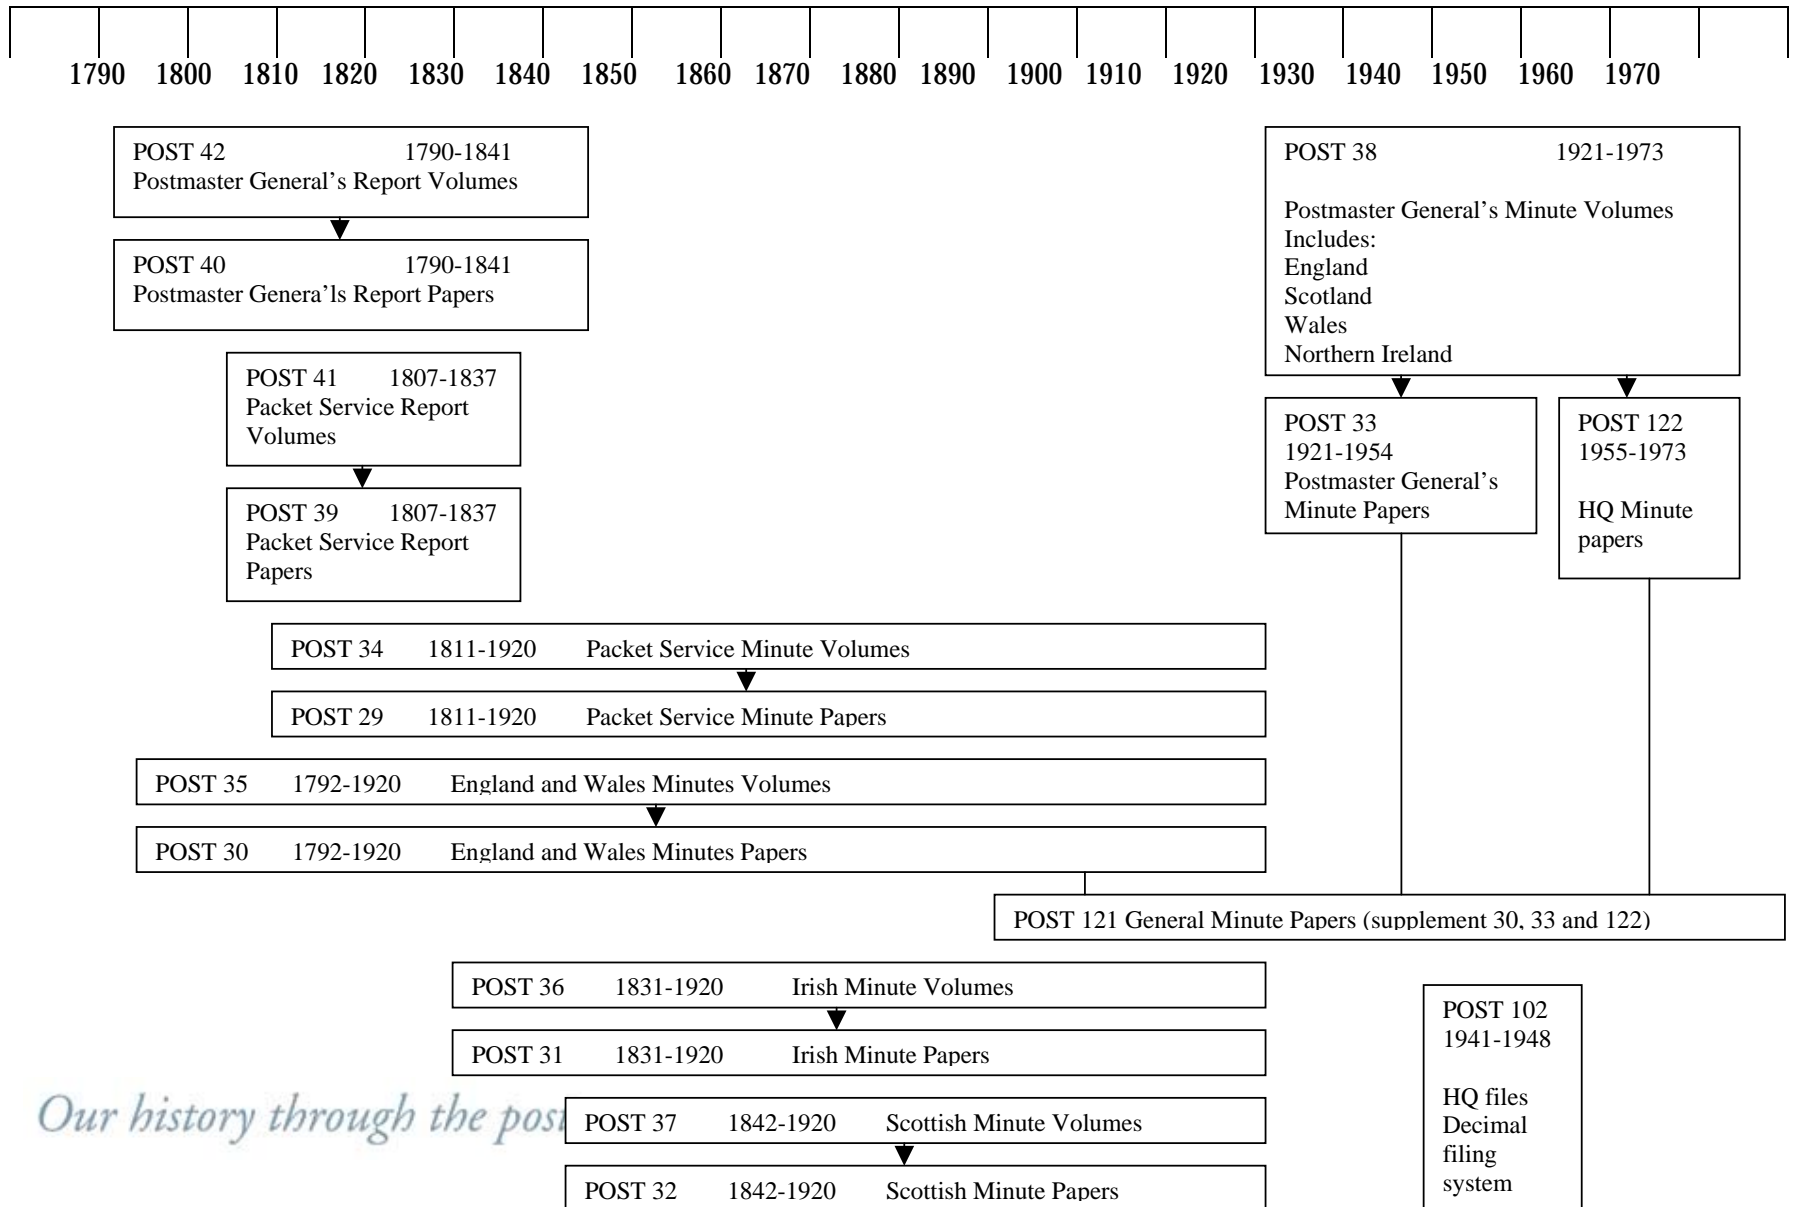 1790 1800 1810 1820 1830 1840 1850 1860 1870 1880 1890 1900 1910 1920 1930 1940 1950 1960 1970
POST 42 1790-1841
Postmaster General’s Report Volumes
POST 40 1790-1841
Postmaster Genera’ls Report Papers
POST 41 1807-1837
Packet Service Report
Volumes
POST 39 1807-1837
Packet Service Report
Papers
POST 38 1921-1973
Postmaster General’s Minute Volumes
Includes:
England
Scotland
Wales
Northern Ireland
POST 33
1921-1954
Postmaster General’s
Minute Papers
POST 122
1955-1973
HQ Minute
papers
POST 34 1811-1920 Packet Service Minute Volumes
POST 29 1811-1920 Packet Service Minute Papers
POST 35 1792-1920 England and Wales Minutes Volumes
POST 30 1792-1920 England and Wales Minutes Papers
POST 121 General Minute Papers (supplement 30, 33 and 122)
POST 36 1831-1920 Irish Minute Volumes
POST 31 1831-1920 Irish Minute Papers
POST 102
1941-1948
HQ files
Decimal
filing
system
Our history through the post
POST 37 1842-1920 Scottish Minute Volumes
POST 32 1842-1920 Scottish Minute Papers